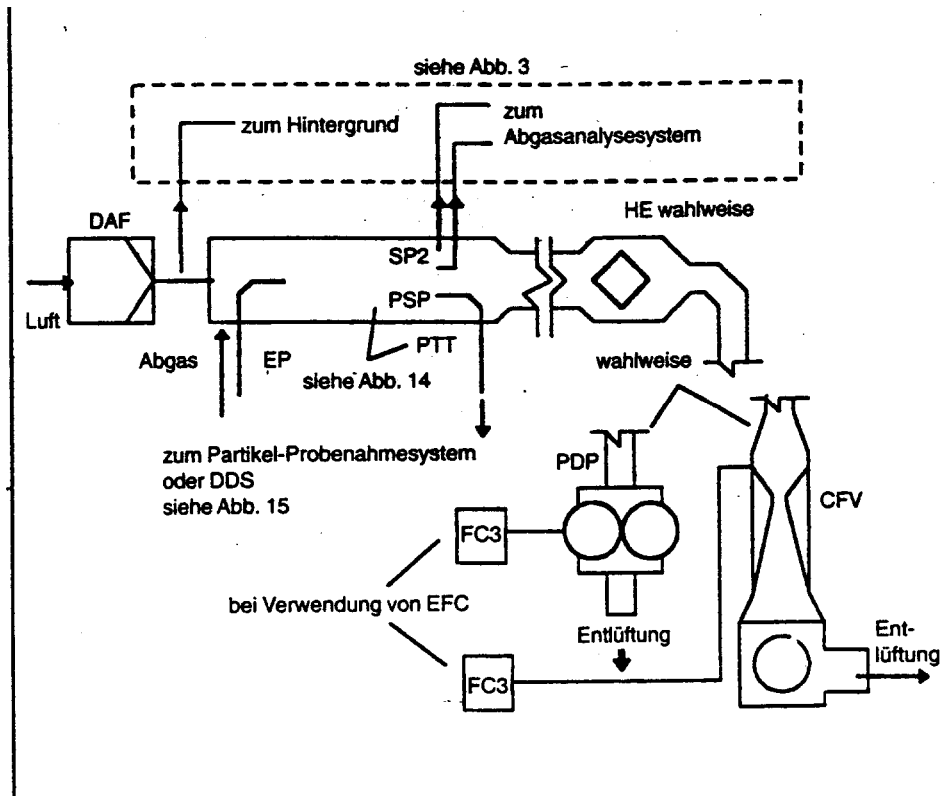 siehe Abb. 3
zum Hintergrund
zum
Abgasanalysesystem
DAF
HE wahlweise
SP2
PSP
Luft
Abgas
EP
PTT
siehe Abb. 14
wahlweise
zum Partikel-Probenahmesystem
oder DDS
siehe Abb. 15
PDP
CFV
FC3
bei Verwendung von EFC
Entlüftung
FC3
Ent-
lüftung